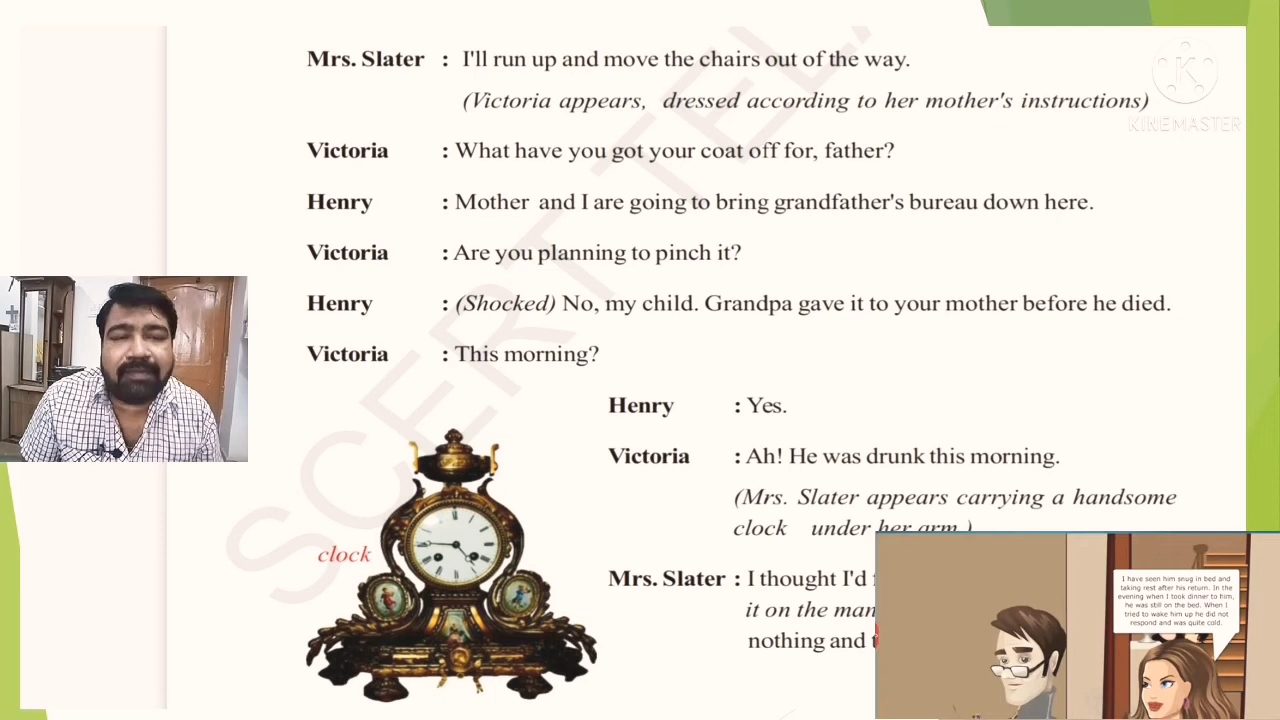 Mrs. Slater : I'll run up and move the chairs out of the way.
(Victoria appears, dressed according to her mother's instructions)
Victoria : What have you got your coat off for, father?
Henry : Mother and I are going to bring grandfather's bureau down here.
Victoria : Are you planning to pinch it?
Henry : (Shocked) No, my child. Grandpa gave it to your mother before he died.
Victoria : This morning?
Henry : Yes.
Victoria : Ah! He was drunk this morning.
(Mrs. Slater appears carrying a handsome
clock under her arm.)
Mrs. Slater : I thought I'd
it on the
nothing and
clock
KINEMASTER
SCERT TEL
I have seen him snug in bed and
taking rest after his return. In the
evening when I took dinner to him,
he was still on the bed. When I
tried to wake him up he did not
respond and was quite cold.